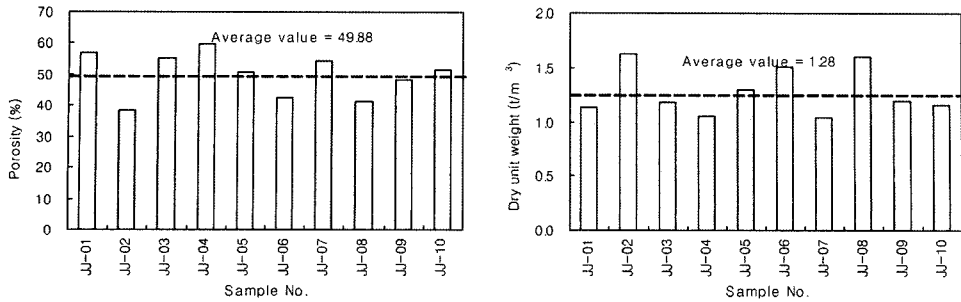 Porosity (%)
70
60
50
40
30
20
10
0
Average value = 49.88
JJ-01
JJ-02
JJ-03
JJ-04
JJ-05
JJ-06
JJ-07
JJ-08
JJ-09
JJ-10
Sample No.
Dry unit weight (t/m³)
2.0
1.5
1.0
0.5
0.0
Average value = 1.28
JJ-01
JJ-02
JJ-03
JJ-04
JJ-05
JJ-06
JJ-07
JJ-08
JJ-09
JJ-10
Sample No.